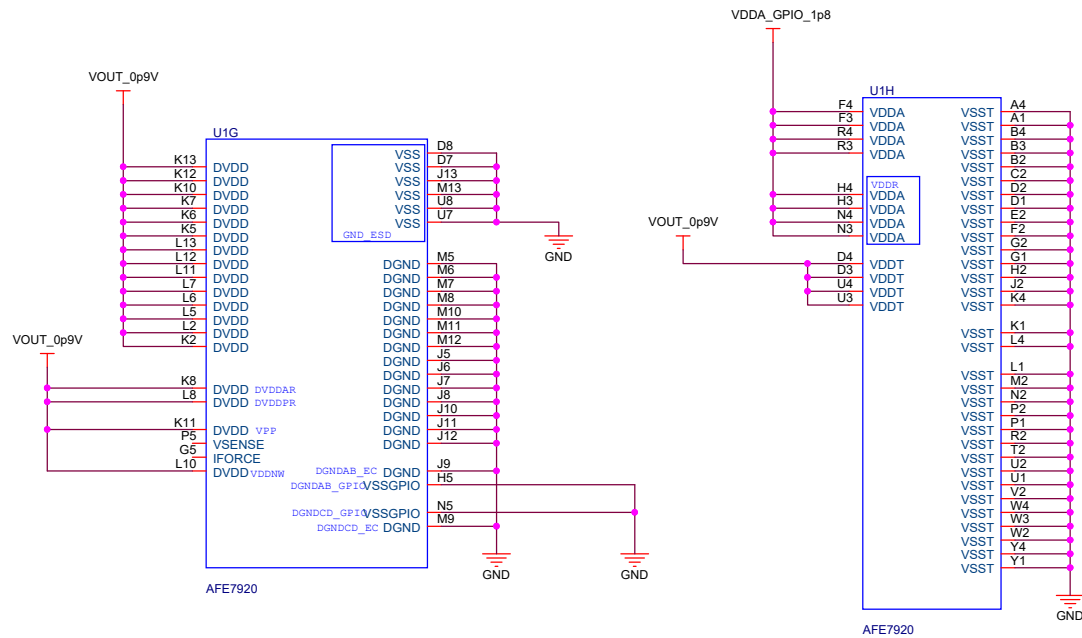 VDDA_GPIO_1p8
VOUT_0p9V
U1G
K13 DVDD
K12 DVDD
K10 DVDD
K7 DVDD
K6 DVDD
K5 DVDD
L13 DVDD
L12 DVDD
L11 DVDD
L7 DVDD
L6 DVDD
L5 DVDD
L2 DVDD
K2 DVDD
VOUT_0p9V
K8 DVDD DVDDAR
L8 DVDD DVDDPR
K11 DVDD VPP
P5 VSENSE
G5 IFORCE
L10 DVDD VDDNW
VSS D8
VSS D7
VSS J13
VSS M13
VSS U8
VSS U7
GND_ESD
GND
DGND M5
DGND M6
DGND M7
DGND M8
DGND M10
DGND M11
DGND M12
DGND J5
DGND J6
DGND J7
DGND J8
DGND J10
DGND J11
DGND J12
DGNDAB_EC DGND J9
DGNDAB_GPIO VSSGPIO H5
DGNDCD_GPIO VSSGPIO N5
DGNDCD_EC DGND M9
GND
GND
AFE7920
U1H
F4 VDDA
F3 VDDA
R4 VDDA
R3 VDDA
VDDR
H4 VDDA
H3 VDDA
N4 VDDA
N3 VDDA
VOUT_0p9V
D4 VDDT
D3 VDDT
U4 VDDT
U3 VDDT
VSST A4
VSST A1
VSST B4
VSST B3
VSST B2
VSST C2
VSST D2
VSST D1
VSST E2
VSST F2
VSST G2
VSST G1
VSST H2
VSST J2
VSST K4
VSST K1
VSST L4
VSST L1
VSST M2
VSST N2
VSST P2
VSST P1
VSST R2
VSST T2
VSST U2
VSST U1
VSST V2
VSST W4
VSST W3
VSST W2
VSST Y4
VSST Y1
GND
AFE7920